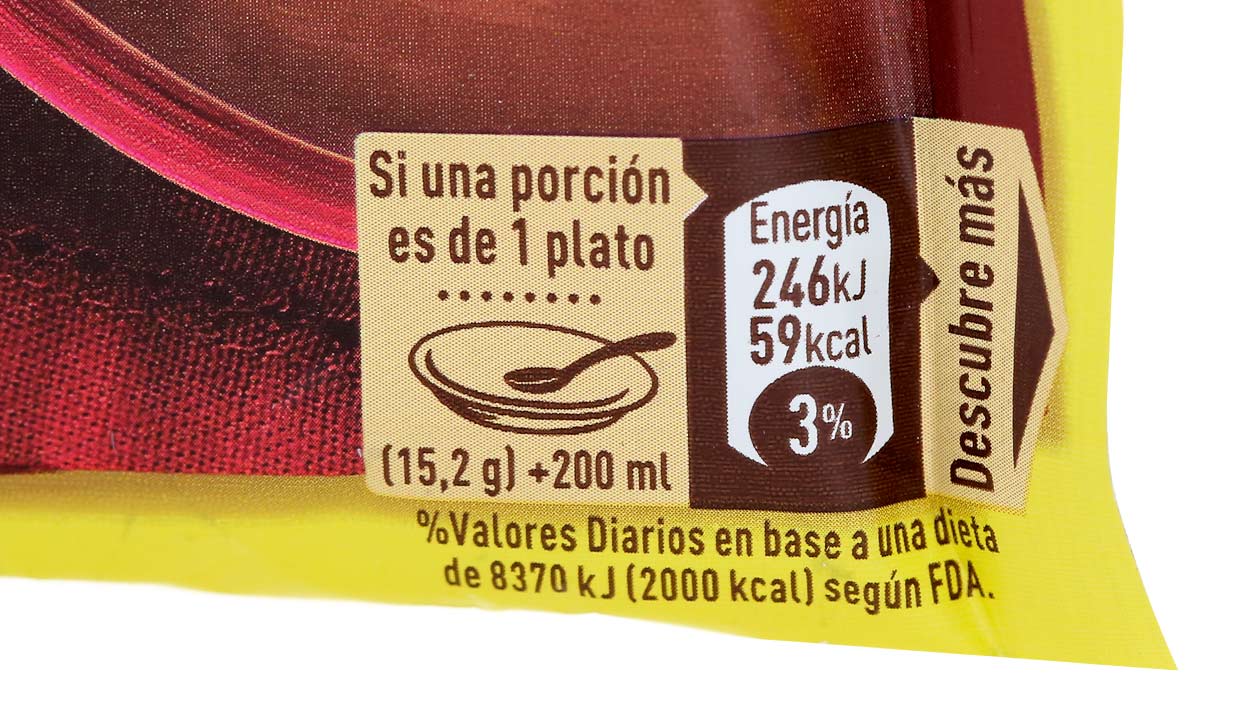 Si una porción
es de 1 plato
(15,2 g) +200 ml
Energía
246kJ
59kcal
3%
Descubre más
%Valores Diarios en base a una dieta
de 8370 kJ (2000 kcal) según FDA.